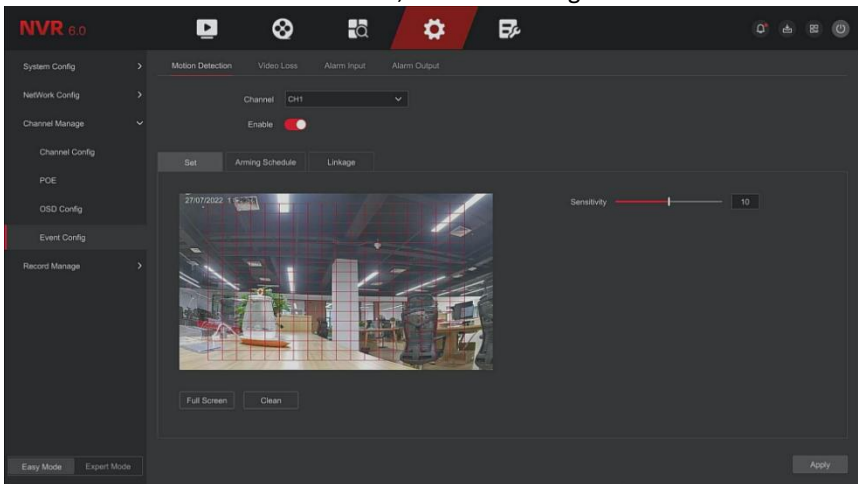 NVR 6.0
System Config
Motion Detection Video Loss Alarm Input Alarm Output
NetWork Config
Channel CH1
Channel Manage
Enable
Channel Config
Set Arming Schedule Linkage
POE
27/07/2022
Sensitivity 10
OSD Config
Event Config
Record Manage
Full Screen Clean
Easy Mode Expert Mode
Apply